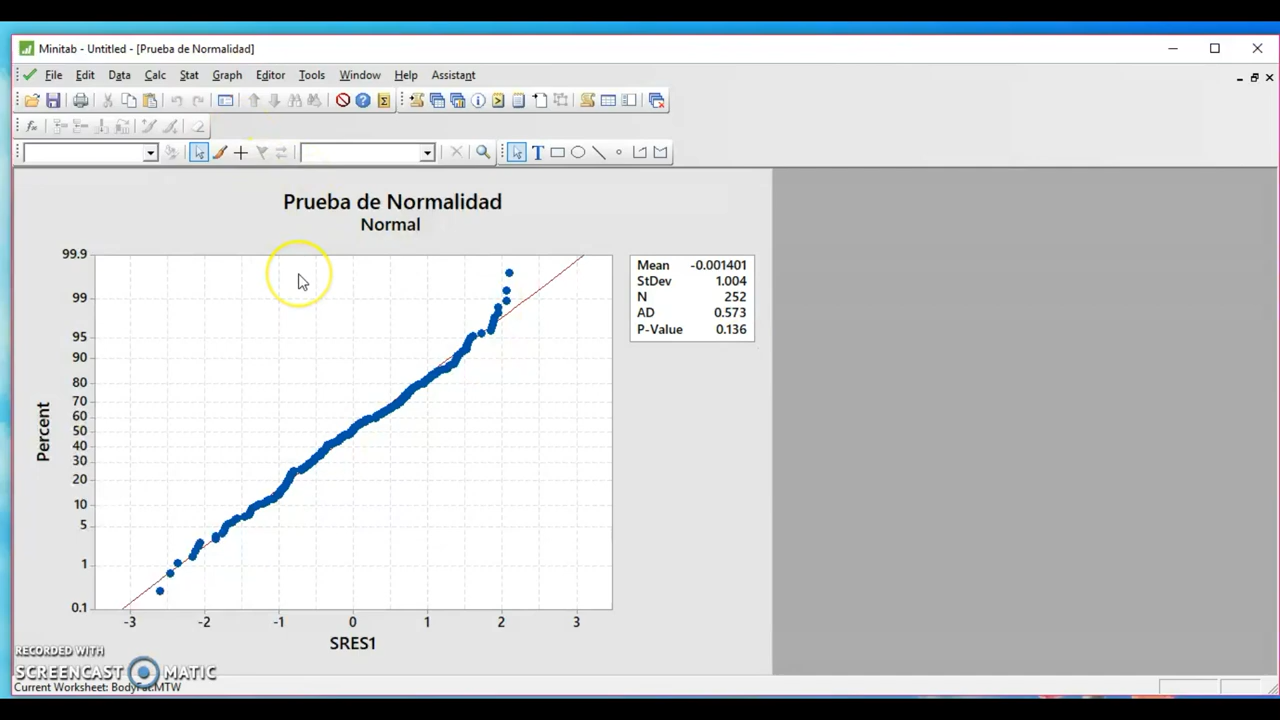 Minitab - Untitled - [Prueba de Normalidad]
File Edit Data Calc Stat Graph Editor Tools Window Help Assistant
Prueba de Normalidad
Normal
99.9
99
95
90
80
70
60
50
40
30
20
10
5
1
0.1
Percent
-3 -2 -1 0 1 2 3
SRES1
Mean -0.001401
StDev 1.004
N 252
AD 0.573
P-Value 0.136
RECORDED WITH
SCREENCAST MATIC
Current Worksheet: BodyFat.MTW